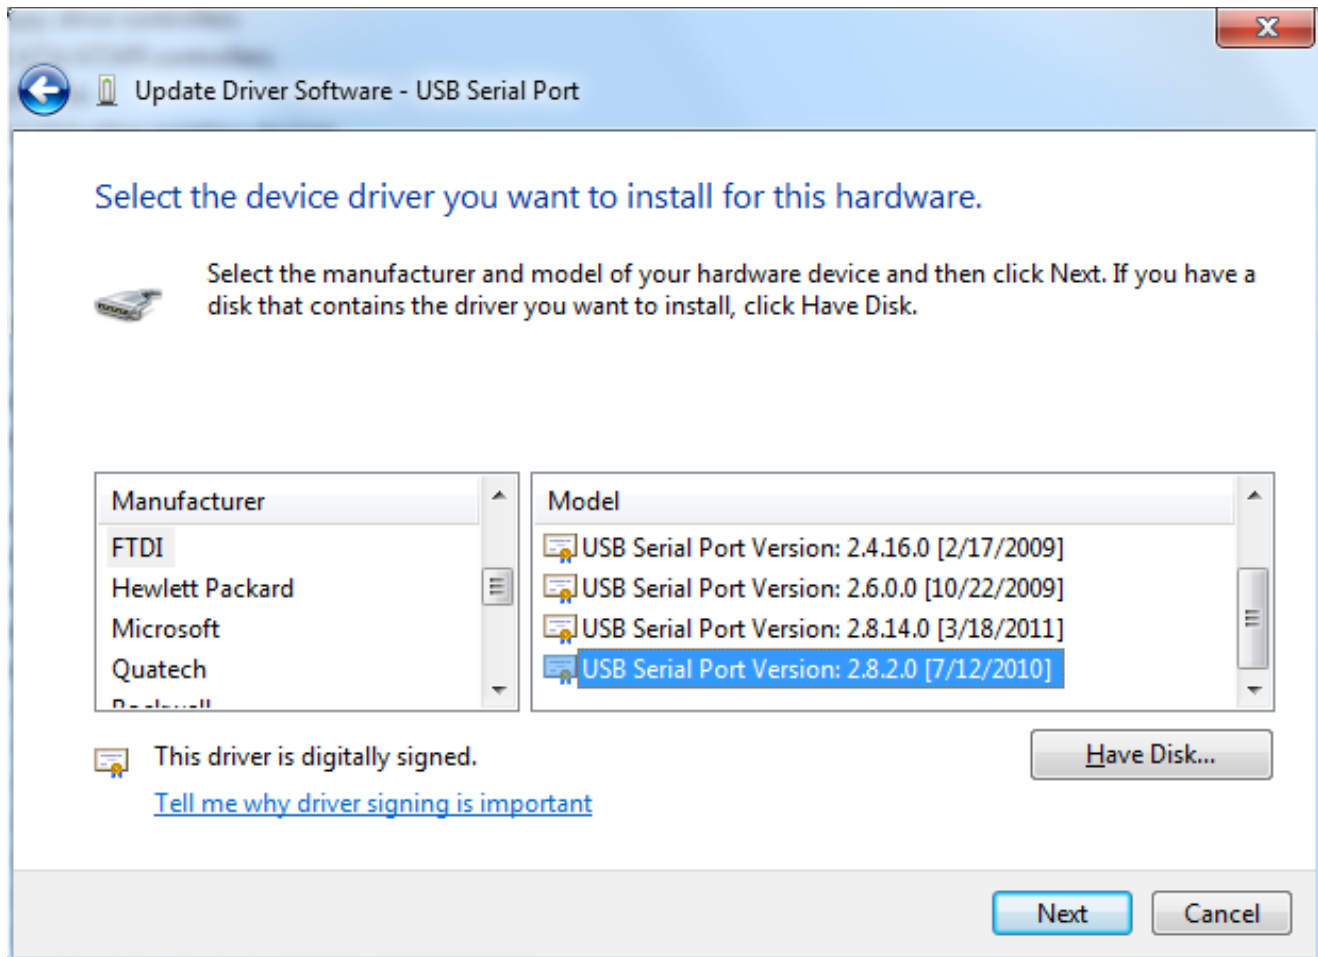 Update Driver Software - USB Serial Port
Select the device driver you want to install for this hardware.
Select the manufacturer and model of your hardware device and then click Next. If you have a
disk that contains the driver you want to install, click Have Disk.
Manufacturer
FTDI
Hewlett Packard
Microsoft
Quatech
Model
USB Serial Port Version: 2.4.16.0 [2/17/2009]
USB Serial Port Version: 2.6.0.0 [10/22/2009]
USB Serial Port Version: 2.8.14.0 [3/18/2011]
USB Serial Port Version: 2.8.2.0 [7/12/2010]
This driver is digitally signed.
Tell me why driver signing is important
Have Disk...
Next
Cancel